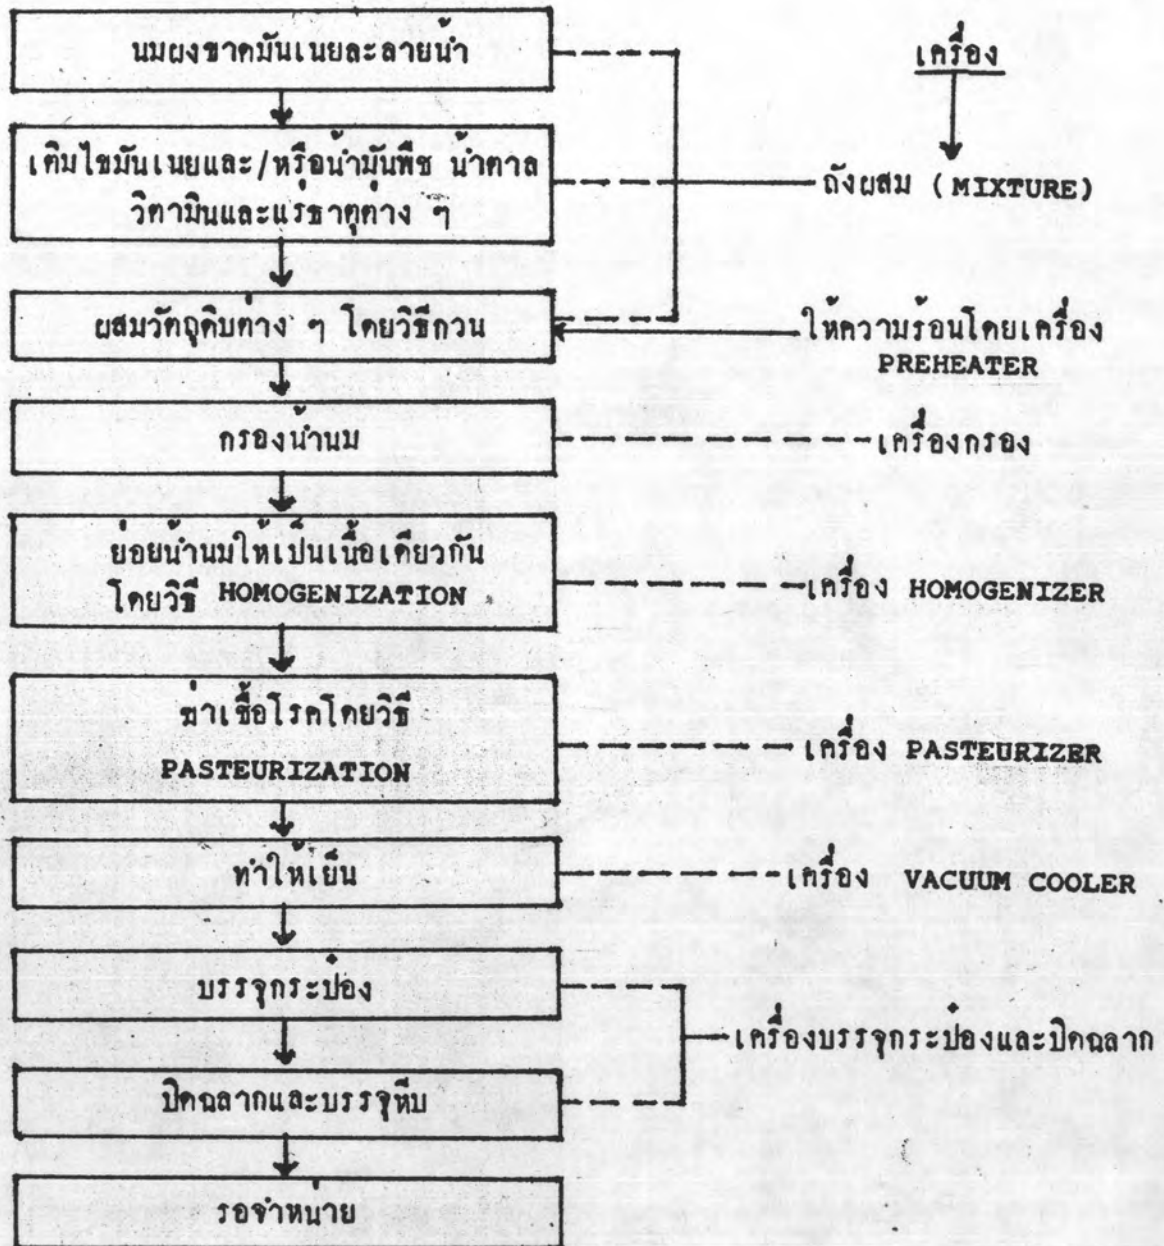 นมผงขาดมันเนยละลายน้ำ
เครื่อง
เติมไขมันเนยและ/หรือน้ำมันพืช น้ำตาล
วิตามินและแร่ธาตุต่าง ๆ
ถังผสม (MIXTURE)
ผสมวัตถุดิบต่าง ๆ โดยวิธีกวน
ให้ความร้อนโดยเครื่อง
PREHEATER
กรองน้ำนม
เครื่องกรอง
ย่อยน้ำนมให้เป็นเนื้อเดียวกัน
โดยวิธี HOMOGENIZATION
เครื่อง HOMOGENIZER
ฆ่าเชื้อโรคโดยวิธี
PASTEURIZATION
เครื่อง PASTEURIZER
ทำให้เย็น
เครื่อง VACUUM COOLER
บรรจุกระป๋อง
เครื่องบรรจุกระป๋องและปิดฉลาก
ปิดฉลากและบรรจุหีบ
รอจำหน่าย